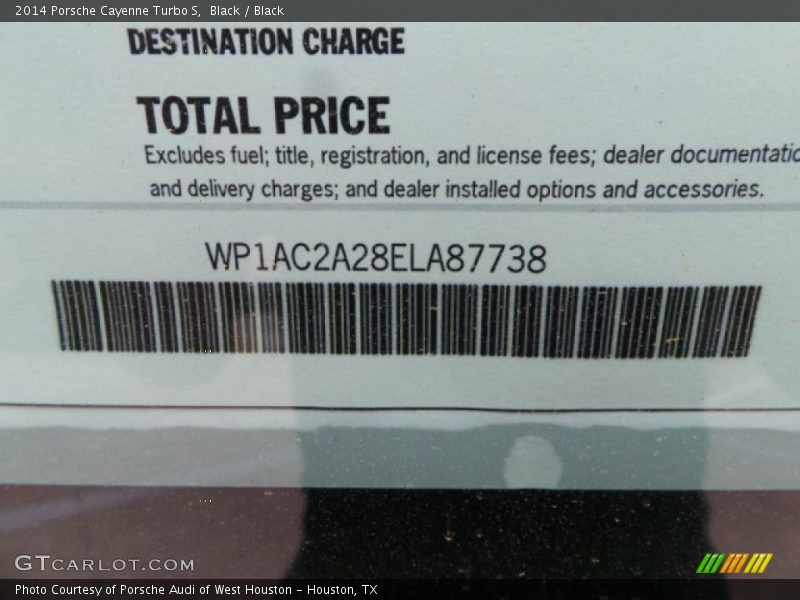 2014 Porsche Cayenne Turbo S,  Black / Black
DESTINATION CHARGE
TOTAL PRICE
Excludes fuel; title, registration, and license fees; dealer documentatio
and delivery charges; and dealer installed options and accessories.
WP1AC2A28ELA87738
GTCARLOT.COM
Photo Courtesy of Porsche Audi of West Houston - Houston, TX